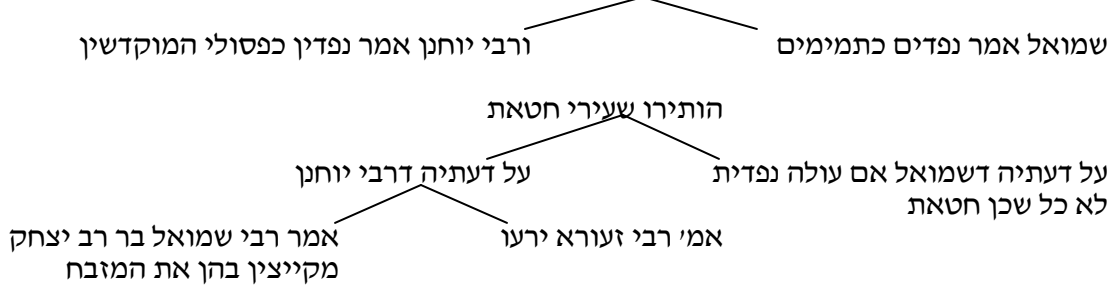 שמואל אמר נפדים כתמימים
ורבי יוחנן אמר נפדין כפסולי המוקדשין
הותירו שעירי חטאת
על דעתיה דשמואל אם עולה נפדית
לא כל שכן חטאת
על דעתיה דרבי יוחנן
אמ' רבי זעורא ירעו
אמר רבי שמואל בר רב יצחק
מקייצין בהן את המזבח